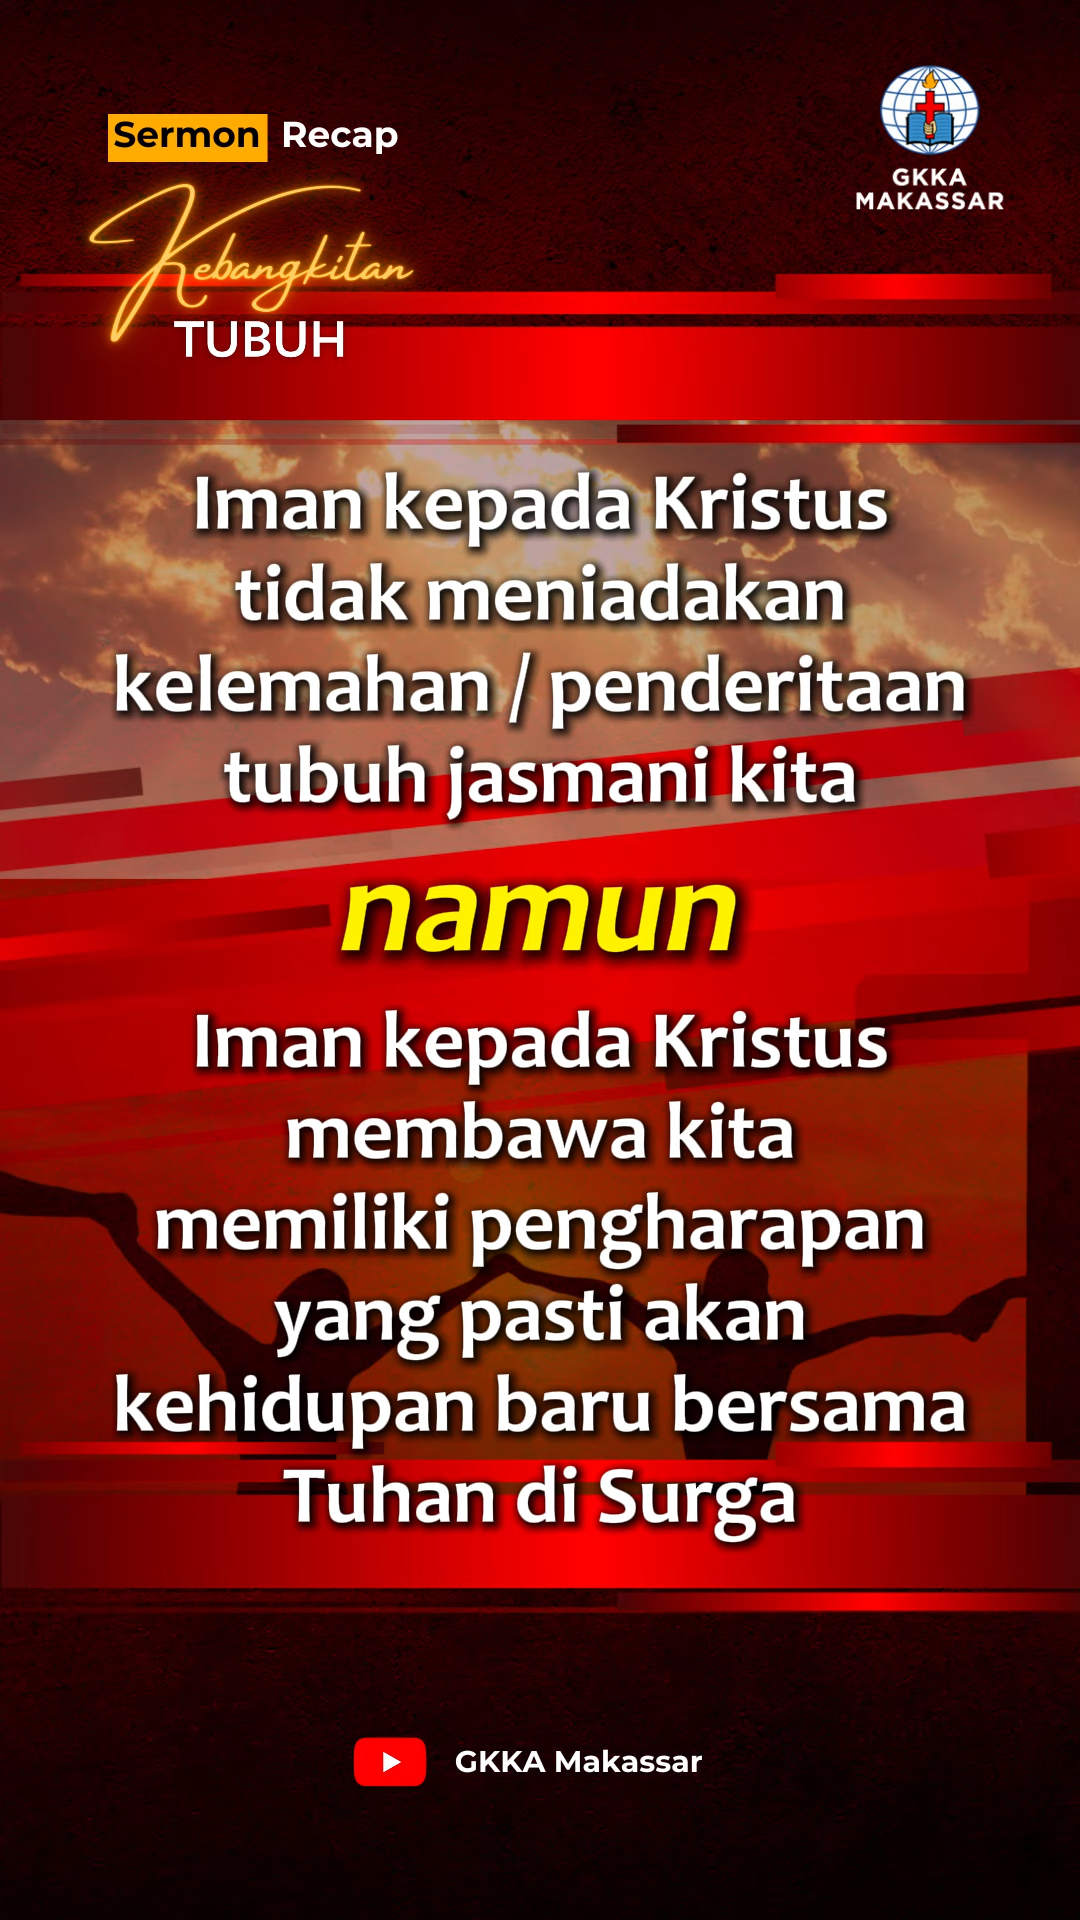 Sermon Recap
GKKA
MAKASSAR
Kebangkitan
TUBUH
Iman kepada Kristus
tidak meniadakan
kelemahan / penderitaan
tubuh jasmani kita
namun
Iman kepada Kristus
membawa kita
memiliki pengharapan
yang pasti akan
kehidupan baru bersama
Tuhan di Surga
GKKA Makassar